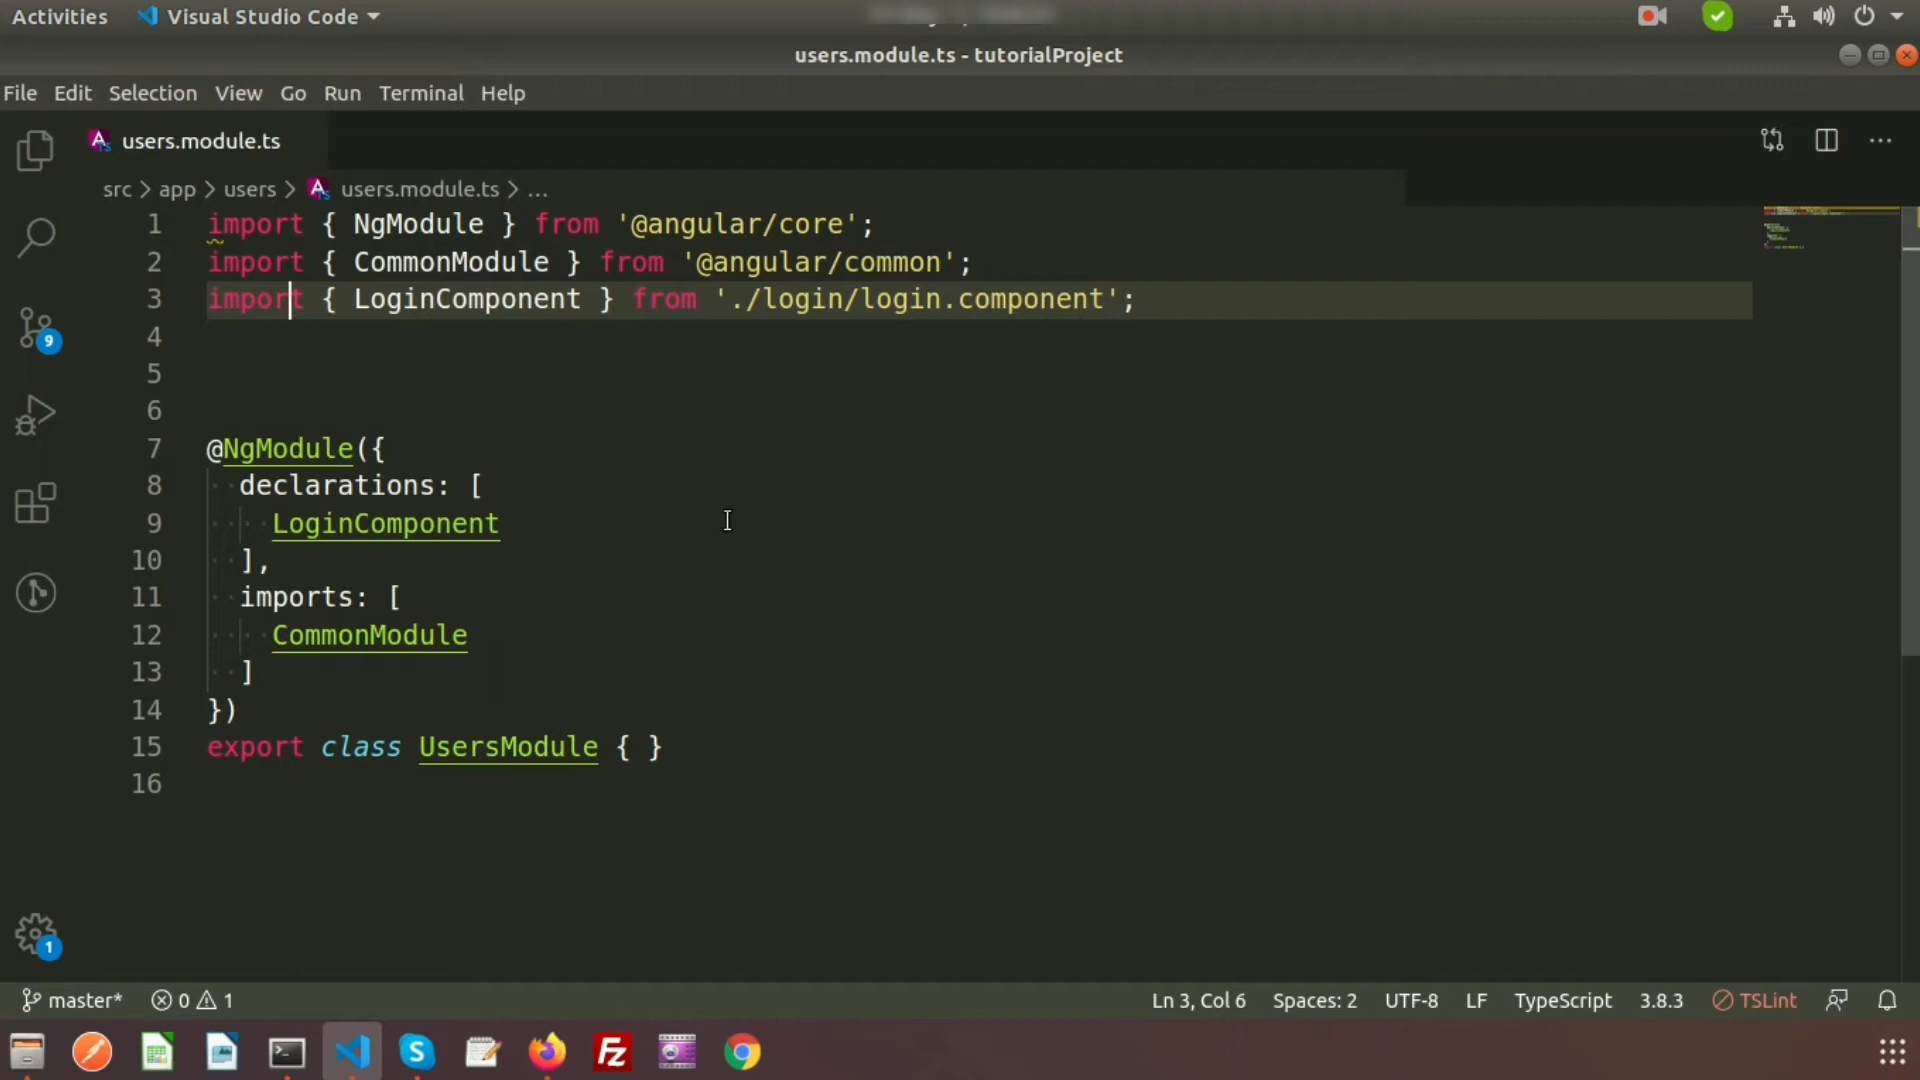 Activities Visual Studio Code
users.module.ts - tutorialProject
File Edit Selection View Go Run Terminal Help
users.module.ts
src > app > users > users.module.ts > ...
1 import { NgModule } from '@angular/core';
2 import { CommonModule } from '@angular/common';
3 import { LoginComponent } from './login/login.component';
4
5
6
7 @NgModule({
8 declarations: [
9 LoginComponent
10 ],
11 imports: [
12 CommonModule
13 ]
14 })
15 export class UsersModule { }
16
9
1
master* 0 1 Ln 3, Col 6 Spaces: 2 UTF-8 LF TypeScript 3.8.3 TSLint